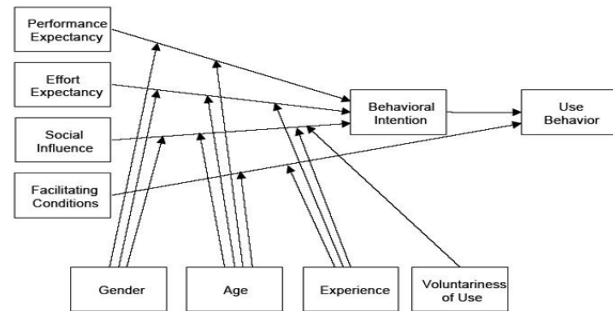 Performance
Expectancy
Effort
Expectancy
Social
Influence
Facilitating
Conditions
Behavioral
Intention
Use
Behavior
Gender
Age
Experience
Voluntariness
of Use